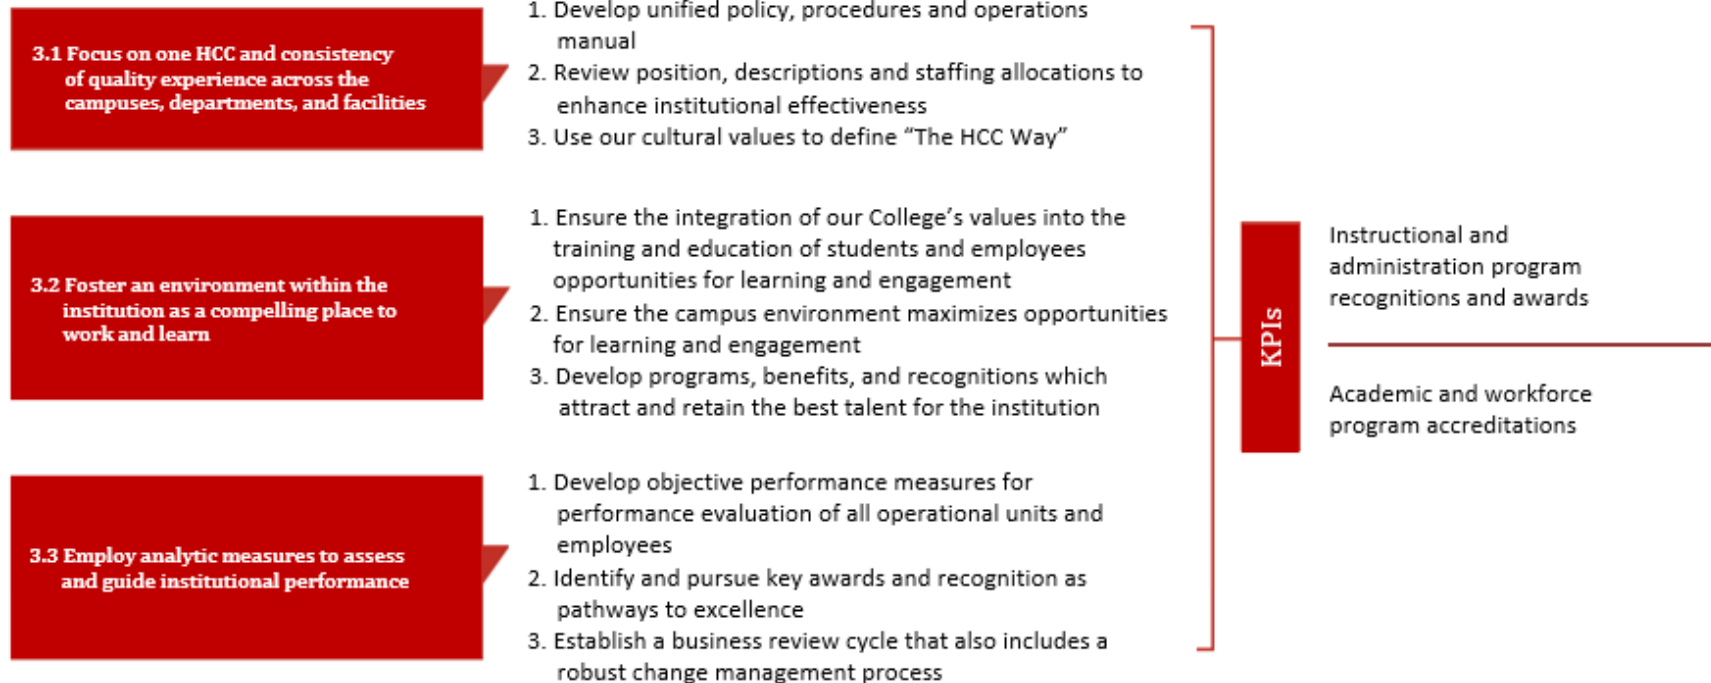 3.1 Focus on one HCC and consistency
of quality experience across the
campuses, departments, and facilities
1. Develop unified policy, procedures and operations
manual
2. Review position, descriptions and staffing allocations to
enhance institutional effectiveness
3. Use our cultural values to define “The HCC Way”
3.2 Foster an environment within the
institution as a compelling place to
work and learn
1. Ensure the integration of our College’s values into the
training and education of students and employees
opportunities for learning and engagement
2. Ensure the campus environment maximizes opportunities
for learning and engagement
3. Develop programs, benefits, and recognitions which
attract and retain the best talent for the institution
3.3 Employ analytic measures to assess
and guide institutional performance
1. Develop objective performance measures for
performance evaluation of all operational units and
employees
2. Identify and pursue key awards and recognition as
pathways to excellence
3. Establish a business review cycle that also includes a
robust change management process
KPIs
Instructional and
administration program
recognitions and awards
Academic and workforce
program accreditations